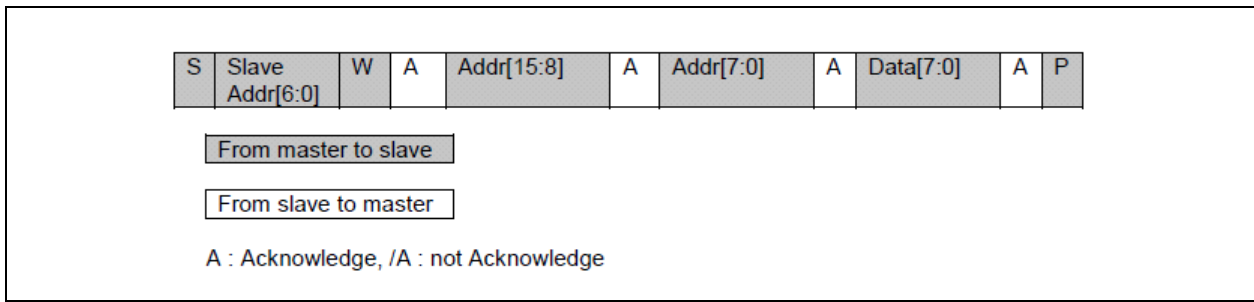 S Slave W A Addr[15:8] A Addr[7:0] A Data[7:0] A P
Addr[6:0]
From master to slave
From slave to master
A : Acknowledge, /A : not Acknowledge